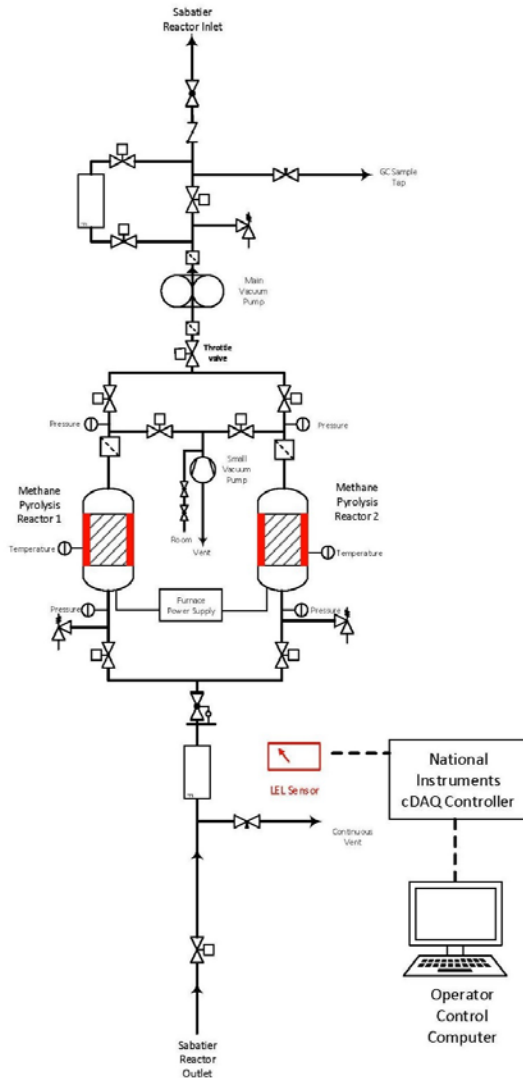 Sabatier
Reactor Inlet
GC Sample
Tap
Main
Vacuum
Pump
Throttle
valve
Pressure
Pressure
Small
Vacuum
Pump
Methane
Pyrolysis
Reactor 1
Methane
Pyrolysis
Reactor 2
Room
Vent
Temperature
Temperature
Furnace
Power Supply
Pressure
Pressure
National
Instruments
cDAQ Controller
LEL Sensor
Continuous
Vent
Operator
Control
Computer
Sabatier
Reactor
Outlet